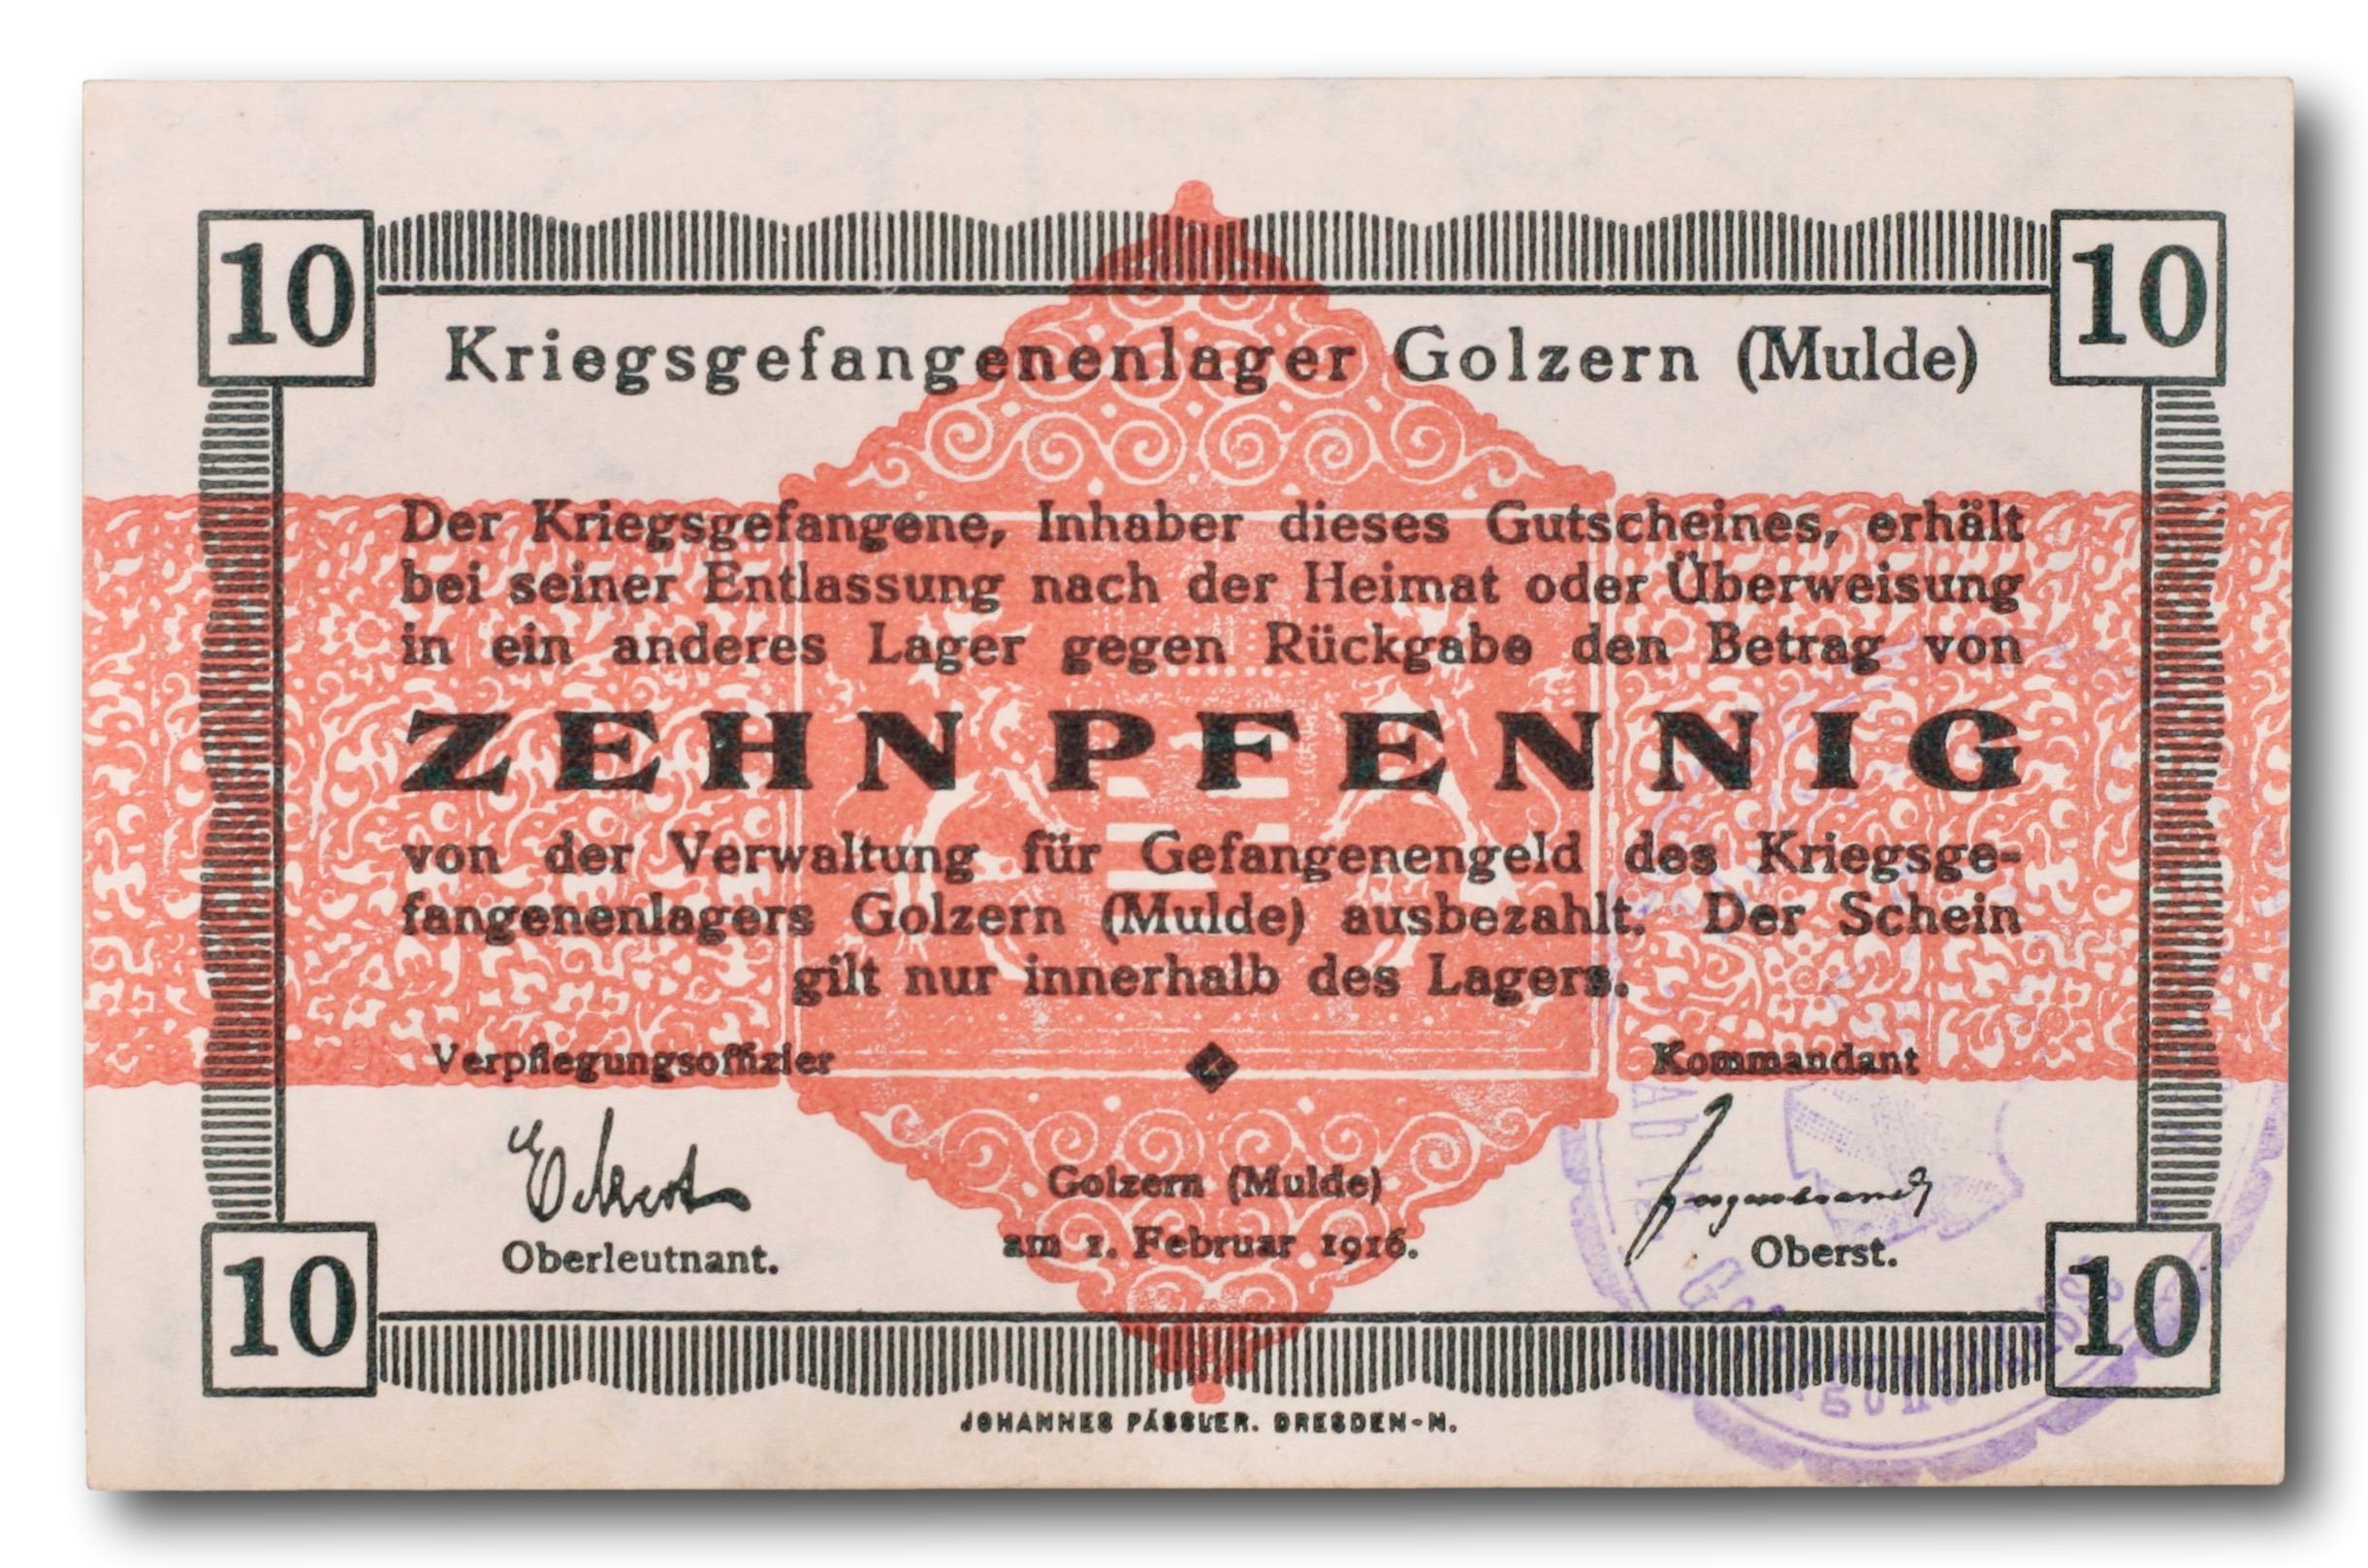 10 10
Kriegsgefangenenlager Golzern (Mulde)
Der Kriegsgefangene, Inhaber dieses Gutscheines, erhält
bei seiner Entlassung nach der Heimat oder Überweisung
in ein anderes Lager gegen Rückgabe den Betrag von
ZEHN PFENNIG
von der Verwaltung für Gefangenengeld des Kriegsge-
fangenenlagers Golzern (Mulde) ausbezahlt. Der Schein
gilt nur innerhalb des Lagers.
Verpflegungsoffizier Kommandant
Eckert
Golzern (Mulde)
am 1. Februar 1916.
Oberleutnant. Oberst.
10 10
JOHANNES PÄSSLER. DRESDEN-N.